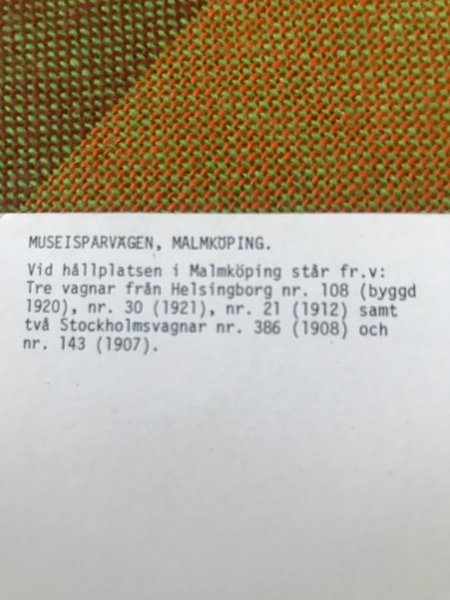 MUSEISPARVÄGEN, MALMKÖPING.
Vid hållplatsen i Malmköping står fr.v:
Tre vagnar från Helsingborg nr. 108 (byggd
1920), nr. 30 (1921), nr. 21 (1912) samt
två Stockholmsvagnar nr. 386 (1908) och
nr. 143 (1907).